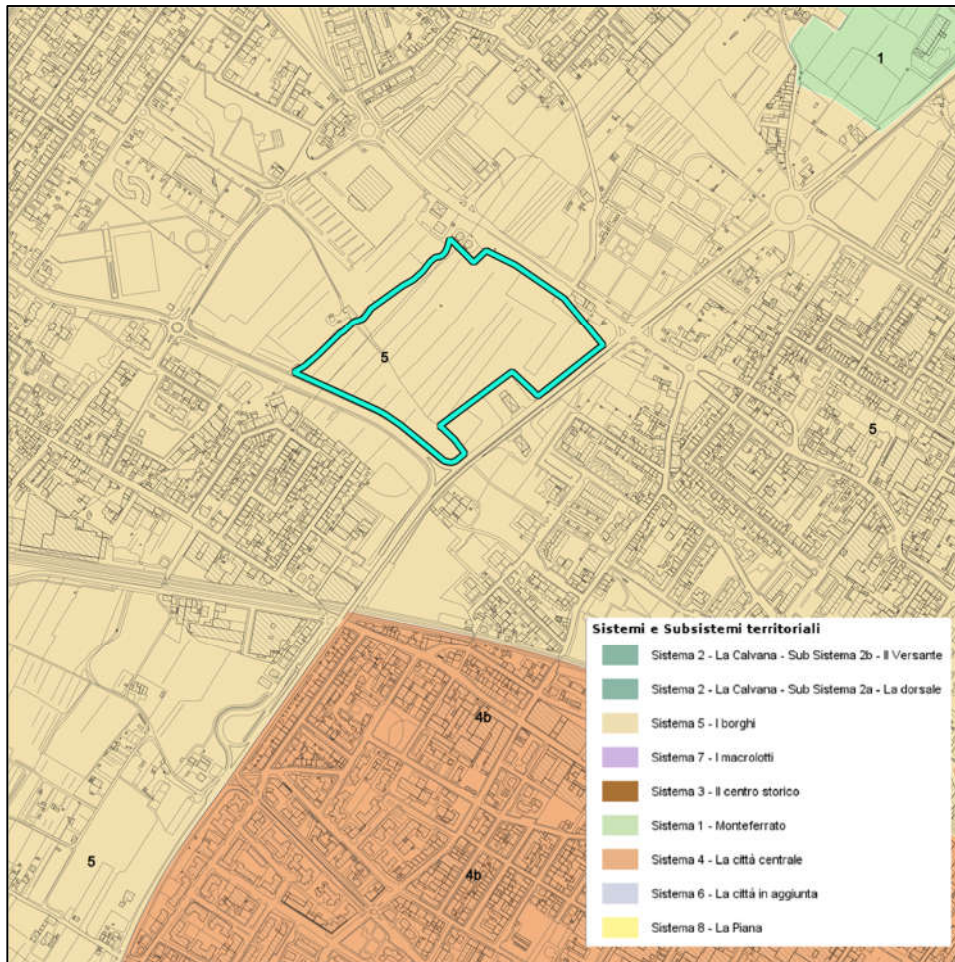 1
5
5
4b
5
4b
Sistemi e Subsistemi territoriali
Sistema 2 - La Calvana - Sub Sistema 2b - Il Versante
Sistema 2 - La Calvana - Sub Sistema 2a - La dorsale
Sistema 5 - I borghi
Sistema 7 - I macrolotti
Sistema 3 - Il centro storico
Sistema 1 - Monteferrato
Sistema 4 - La città centrale
Sistema 6 - La città in aggiunta
Sistema 8 - La Piana